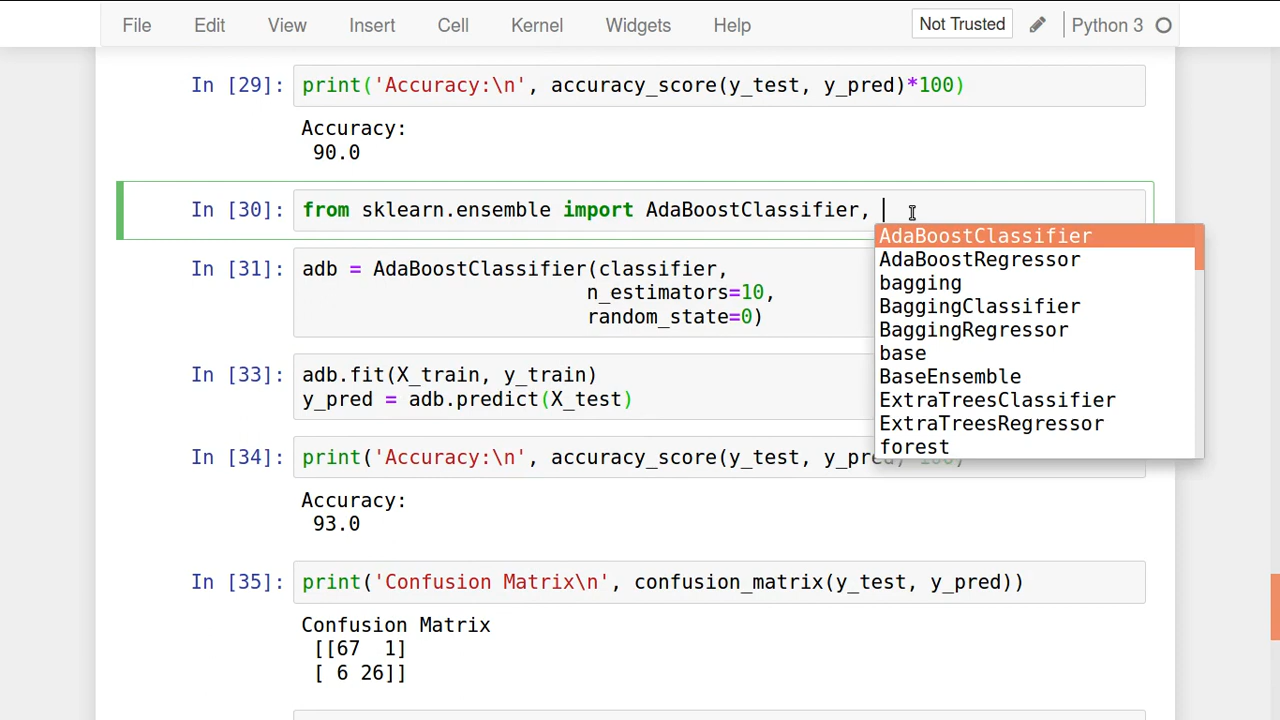 File Edit View Insert Cell Kernel Widgets Help Not Trusted Python 3
In [29]: print('Accuracy:\n', accuracy_score(y_test, y_pred)*100)
Accuracy:
90.0
In [30]: from sklearn.ensemble import AdaBoostClassifier,
AdaBoostClassifier
AdaBoostRegressor
bagging
BaggingClassifier
BaggingRegressor
base
BaseEnsemble
ExtraTreesClassifier
ExtraTreesRegressor
forest
In [31]: adb = AdaBoostClassifier(classifier,
n_estimators=10,
random_state=0)
In [33]: adb.fit(X_train, y_train)
y_pred = adb.predict(X_test)
In [34]: print('Accuracy:\n', accuracy_score(y_test, y_pred)*100)
Accuracy:
93.0
In [35]: print('Confusion Matrix\n', confusion_matrix(y_test, y_pred))
Confusion Matrix
[[67 1]
[ 6 26]]